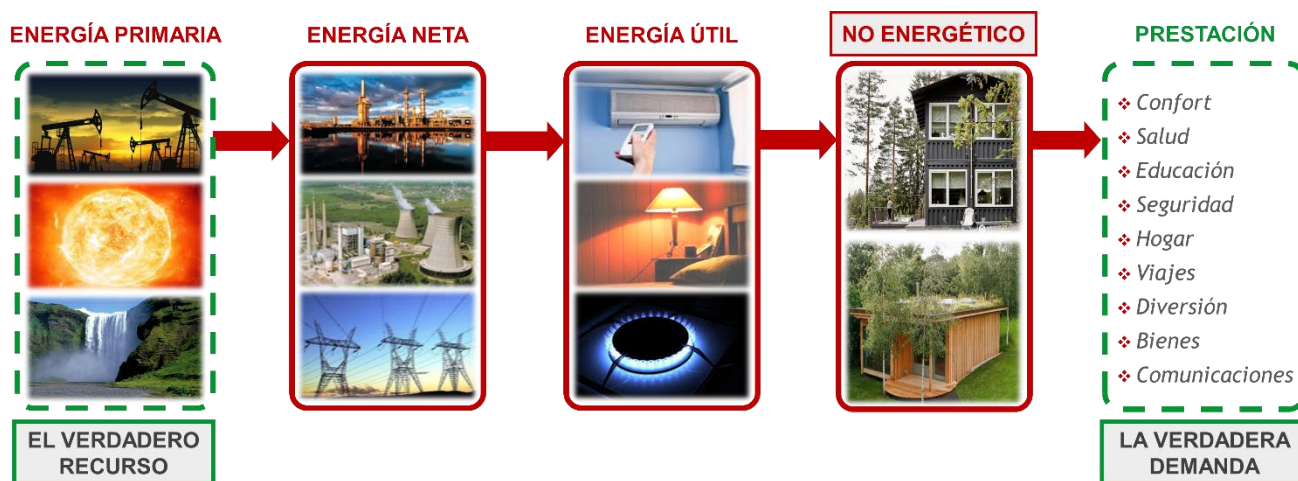 ENERGÍA PRIMARIA
ENERGÍA NETA
ENERGÍA ÚTIL
NO ENERGÉTICO
PRESTACIÓN
Confort
Salud
Educación
Seguridad
Hogar
Viajes
Diversión
Bienes
Comunicaciones
EL VERDADERO
RECURSO
LA VERDADERA
DEMANDA